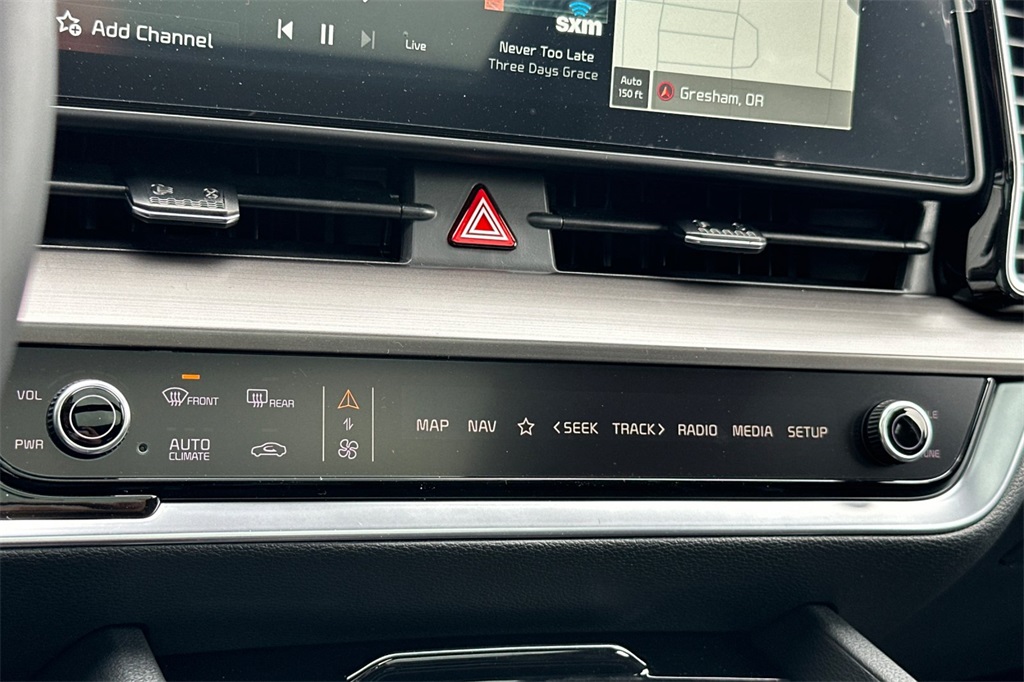 Add Channel
Live
sxm
Never Too Late
Three Days Grace
Auto
150 ft
Gresham, OR
VOL
PWR
FRONT
REAR
AUTO
CLIMATE
MAP
NAV
<SEEK
TRACK>
RADIO
MEDIA
SETUP